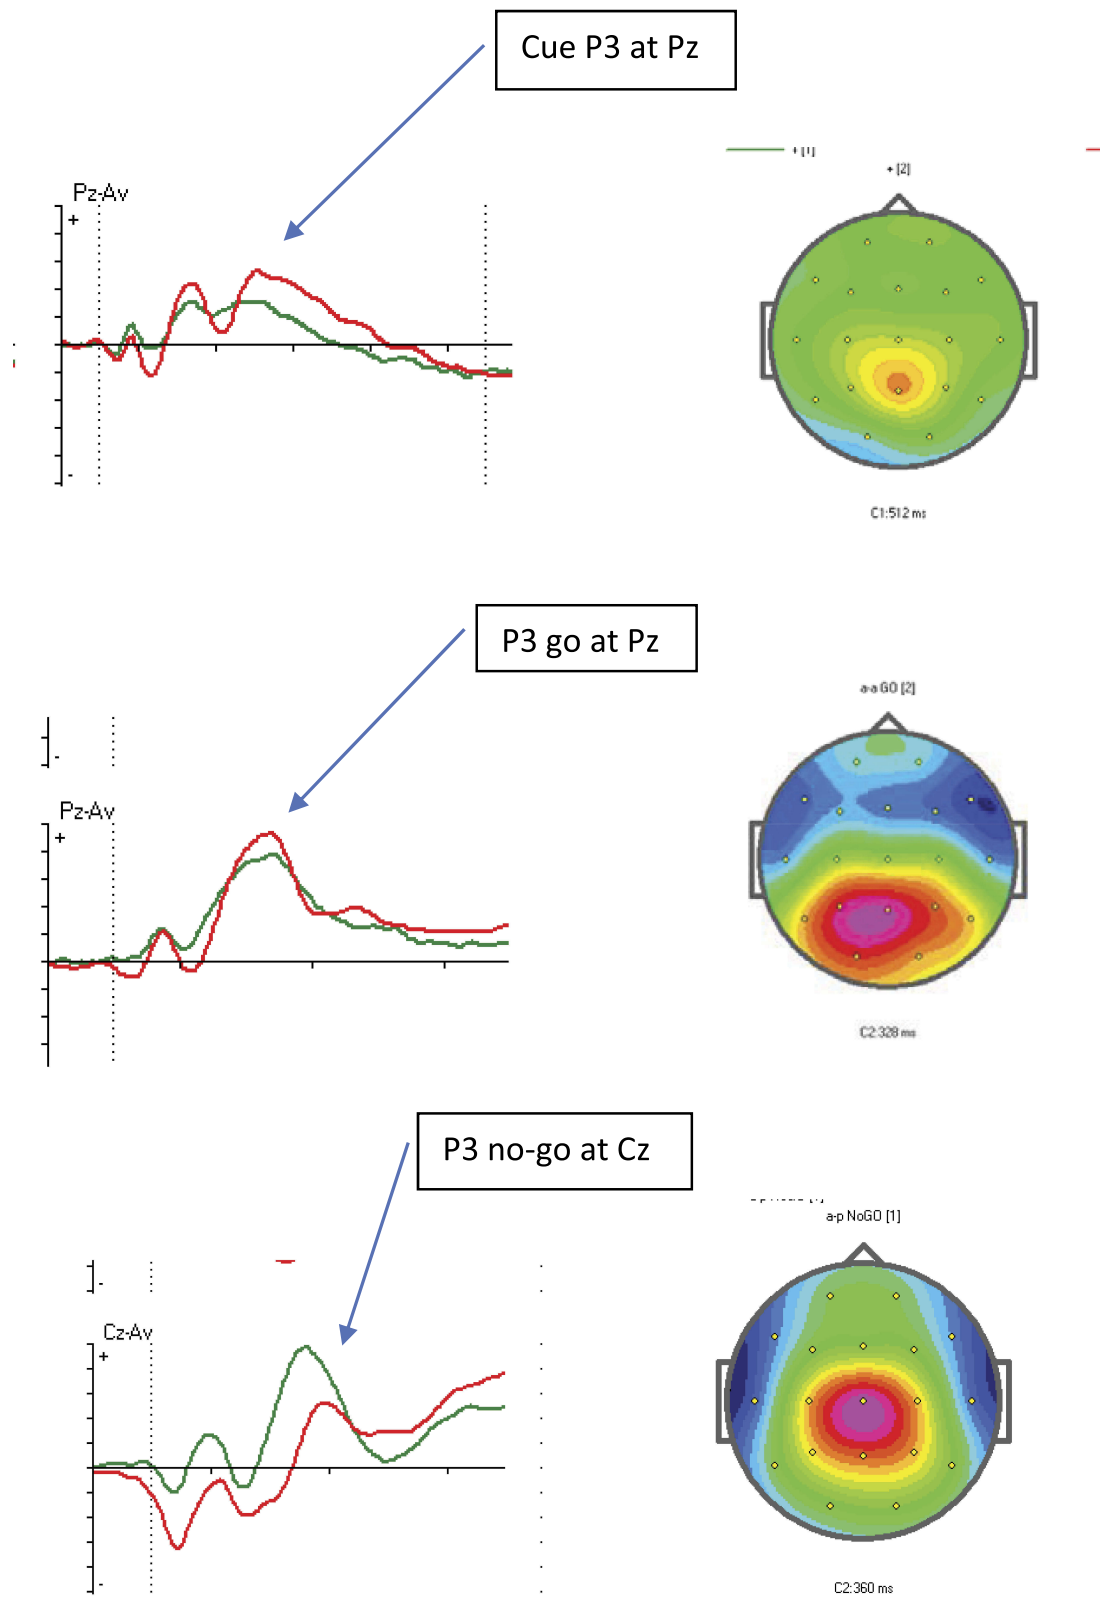 Cue P3 at Pz
+ [1]
+ [2]
Pz-Av
+
-
C1:512 ms
P3 go at Pz
a-a GO [2]
-
Pz-Av
+
C2:328 ms
P3 no-go at Cz
a-p NoGO [1]
-
Cz-Av
+
-
C2:360 ms